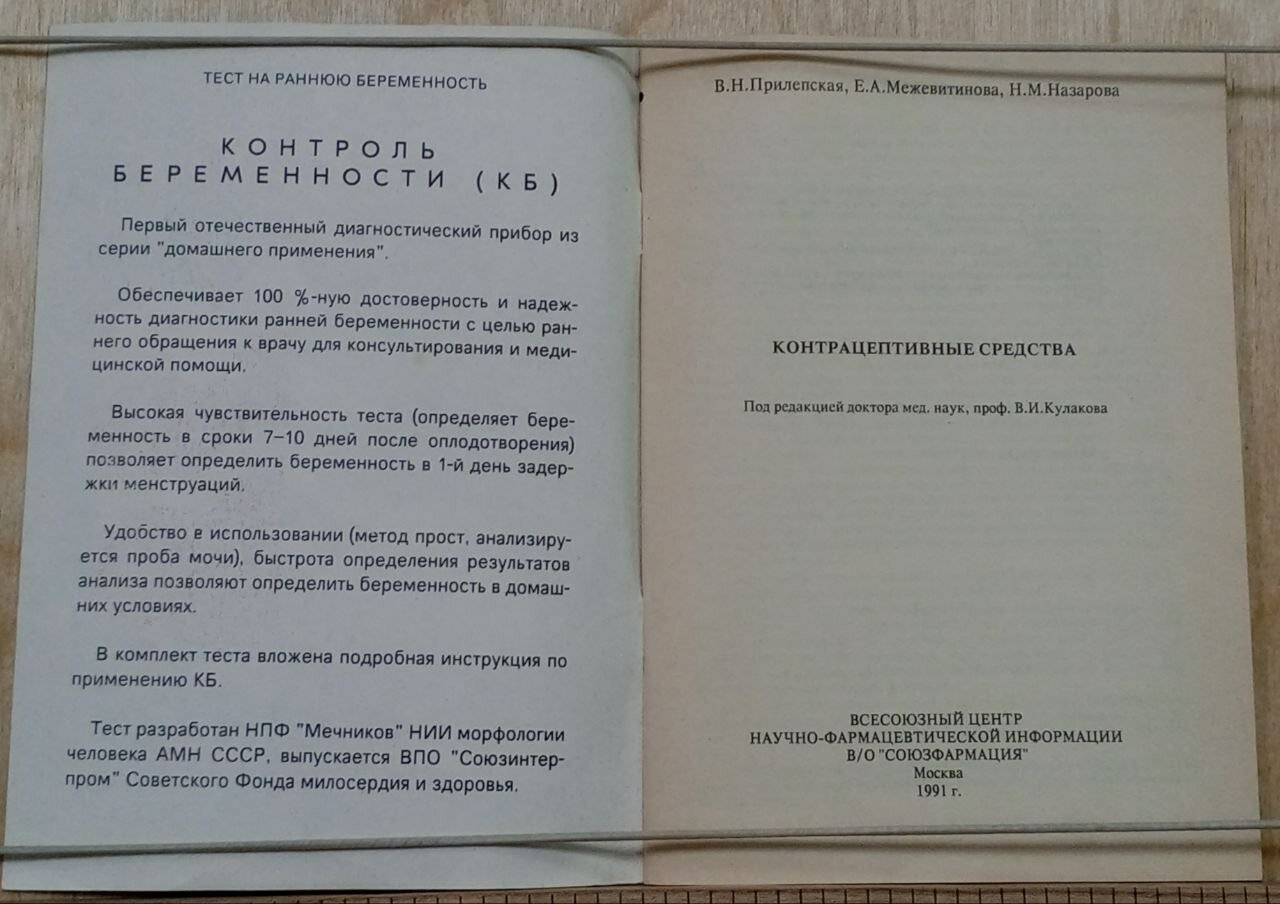 ТЕСТ НА РАННЮЮ БЕРЕМЕННОСТЬ
КОНТРОЛЬ
БЕРЕМЕННОСТИ (КБ)
Первый отечественный диагностический прибор из
серии "домашнего применения".
Обеспечивает 100 %-ную достоверность и надеж-
ность диагностики ранней беременности с целью ран-
него обращения к врачу для консультирования и меди-
цинской помощи.
Высокая чувствительность теста (определяет бере-
менность в сроки 7–10 дней после оплодотворения)
позволяет определить беременность в 1-й день задер-
жки менструаций.
Удобство в использовании (метод прост, анализиру-
ется проба мочи), быстрота определения результатов
анализа позволяют определить беременность в домаш-
них условиях.
В комплект теста вложена подробная инструкция по
применению КБ.
Тест разработан НПФ "Мечников" НИИ морфологии
человека АМН СССР, выпускается ВПО "Союзинтер-
пром" Советского Фонда милосердия и здоровья.
В.Н.Прилепская, Е.А.Межевитинова, Н.М.Назарова
КОНТРАЦЕПТИВНЫЕ СРЕДСТВА
Под редакцией доктора мед. наук, проф. В.И.Кулакова
ВСЕСОЮЗНЫЙ ЦЕНТР
НАУЧНО-ФАРМАЦЕВТИЧЕСКОЙ ИНФОРМАЦИИ
В/О "СОЮЗФАРМАЦИЯ"
Москва
1991 г.